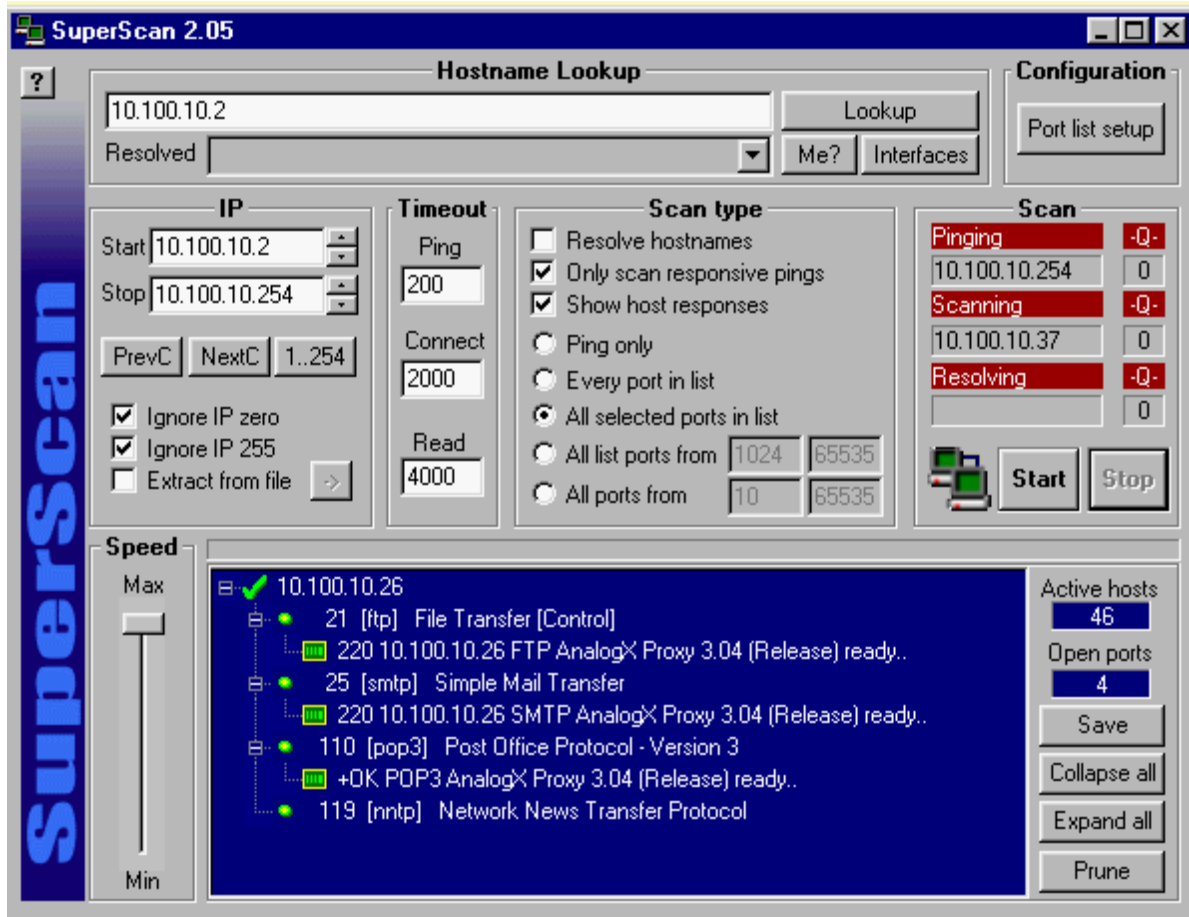 SuperScan 2.05
?
SuperScan
Hostname Lookup
10.100.10.2
Lookup
Resolved
Me?
Interfaces
Configuration
Port list setup
IP
Start 10.100.10.2
Stop 10.100.10.254
PrevC NextC 1..254
Ignore IP zero
Ignore IP 255
Extract from file ->
Timeout
Ping
200
Connect
2000
Read
4000
Scan type
Resolve hostnames
Only scan responsive pings
Show host responses
Ping only
Every port in list
All selected ports in list
All list ports from 1024 65535
All ports from 10 65535
Scan
Pinging -Q-
10.100.10.254 0
Scanning -Q-
10.100.10.37 0
Resolving -Q-
0
Start Stop
Speed
Max
Min
10.100.10.26
21 [ftp] File Transfer [Control]
220 10.100.10.26 FTP AnalogX Proxy 3.04 (Release) ready..
25 [smtp] Simple Mail Transfer
220 10.100.10.26 SMTP AnalogX Proxy 3.04 (Release) ready..
110 [pop3] Post Office Protocol - Version 3
+OK POP3 AnalogX Proxy 3.04 (Release) ready..
119 [nntp] Network News Transfer Protocol
Active hosts
46
Open ports
4
Save
Collapse all
Expand all
Prune